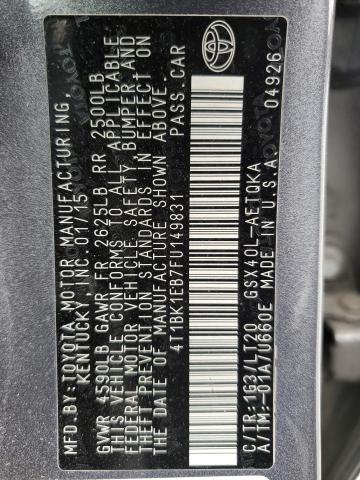 MFD. BY TOYOTA MOTOR MANUFACTURING,
KENTUCKY, INC. 01/15
GVWR 4590LB GAWR FR 2625LB RR 2500LB
THIS VEHICLE CONFORMS TO ALL APPLICABLE
FEDERAL MOTOR VEHICLE SAFETY, BUMPER AND
THEFT PREVENTION STANDARDS IN EFFECT ON
THE DATE OF MANUFACTURE SHOWN ABOVE.
4T1BK1EB7FU149831 PASS.CAR
C/TR:1G3/LT20 GSX40L-AETQKA
A/TM:-01A/U660E MADE IN USA 04926